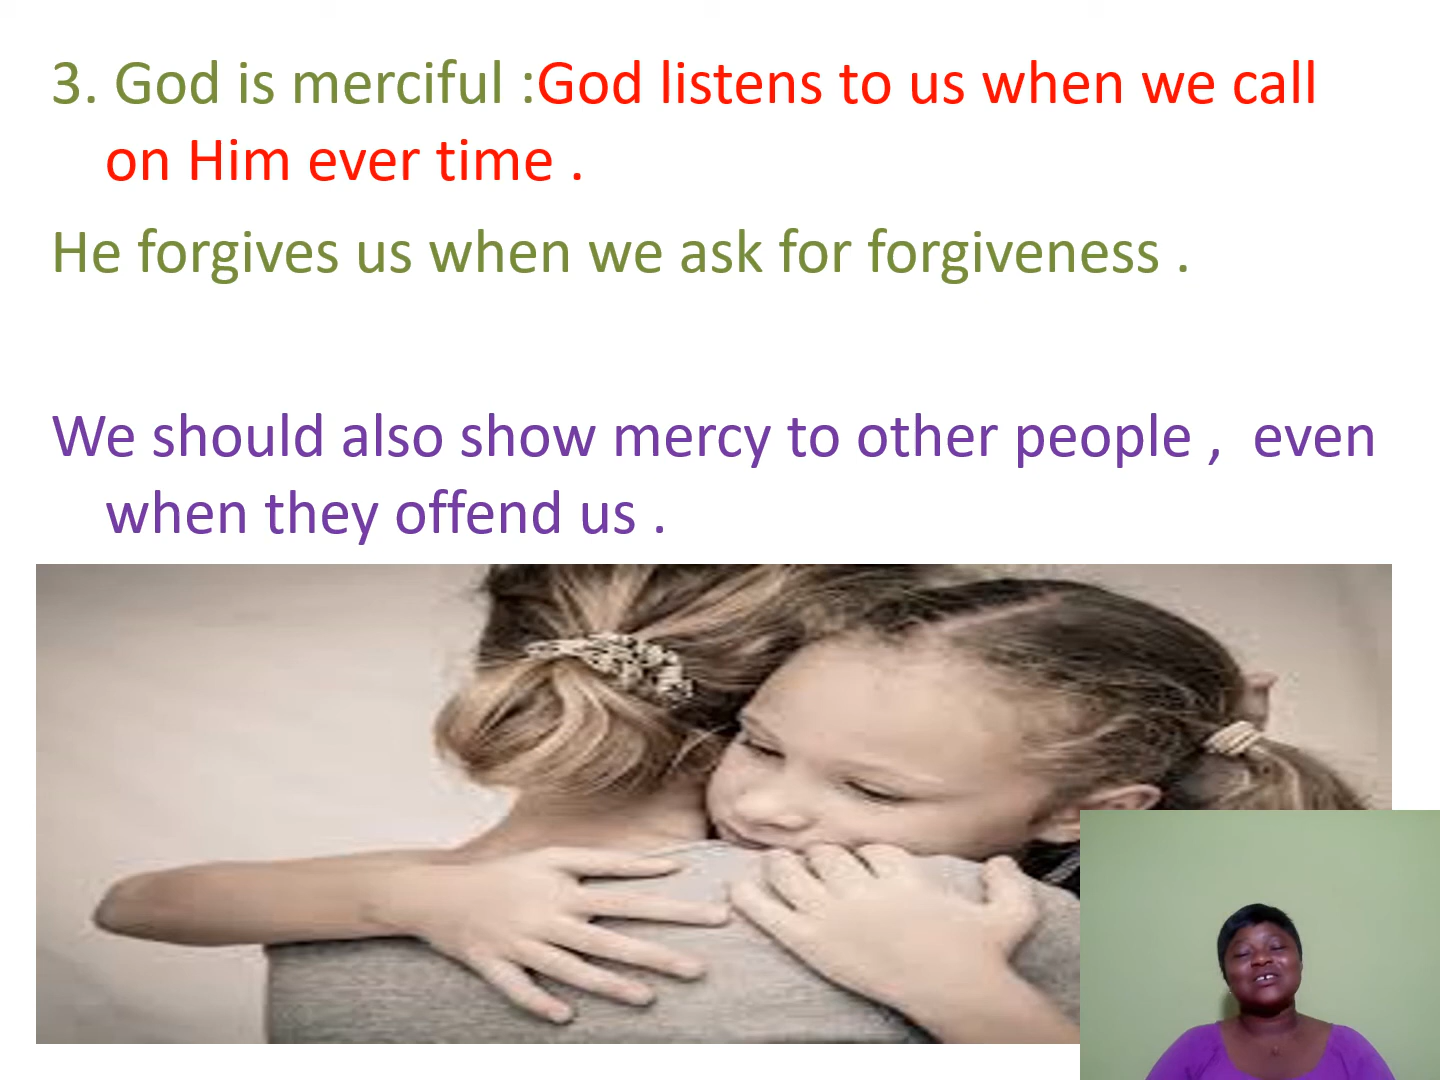 3. God is merciful :God listens to us when we call
on Him ever time .
He forgives us when we ask for forgiveness .
We should also show mercy to other people ,  even
when they offend us .